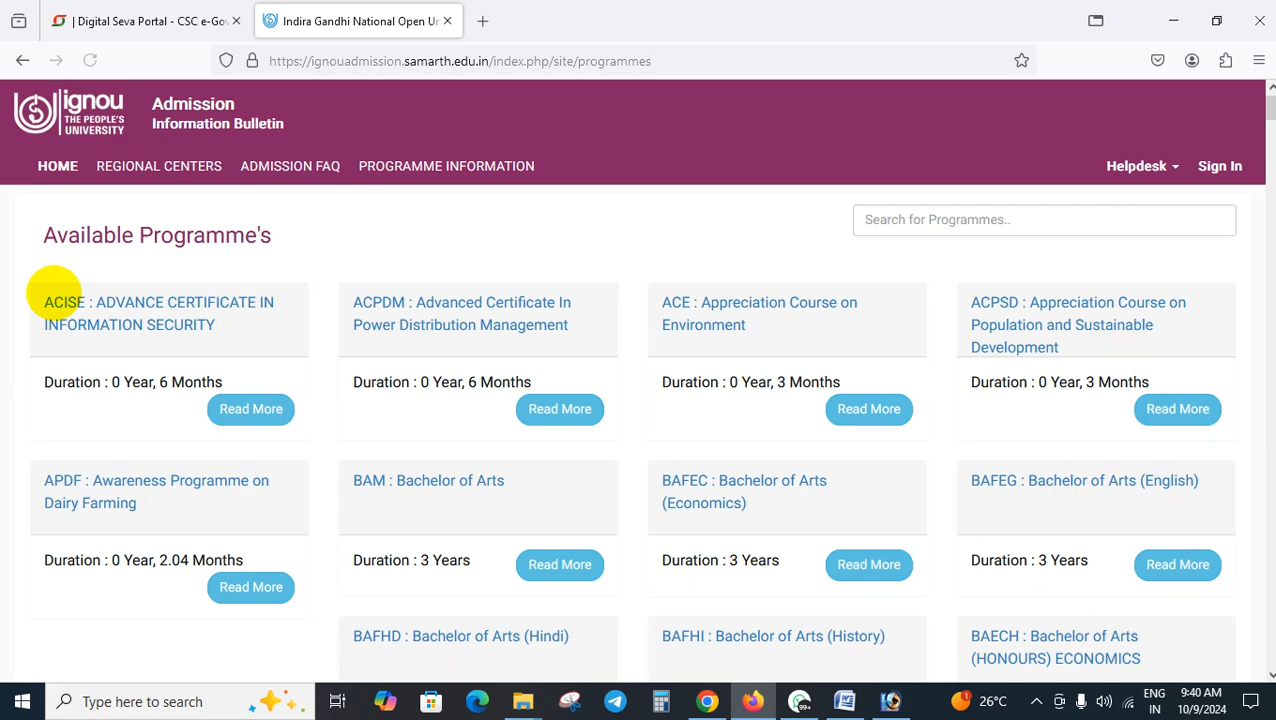 | Digital Seva Portal - CSC e-Gov
Indira Gandhi National Open Un
https://ignouadmission.samarth.edu.in/index.php/site/programmes
ignou
THE PEOPLE'S
UNIVERSITY
Admission
Information Bulletin
HOME REGIONAL CENTERS ADMISSION FAQ PROGRAMME INFORMATION Helpdesk Sign In
Available Programme's
Search for Programmes..
ACISE : ADVANCE CERTIFICATE IN
INFORMATION SECURITY
Duration : 0 Year, 6 Months
Read More
ACPDM : Advanced Certificate In
Power Distribution Management
Duration : 0 Year, 6 Months
Read More
ACE : Appreciation Course on
Environment
Duration : 0 Year, 3 Months
Read More
ACPSD : Appreciation Course on
Population and Sustainable
Development
Duration : 0 Year, 3 Months
Read More
APDF : Awareness Programme on
Dairy Farming
Duration : 0 Year, 2.04 Months
Read More
BAM : Bachelor of Arts
Duration : 3 Years
Read More
BAFEC : Bachelor of Arts
(Economics)
Duration : 3 Years
Read More
BAFEG : Bachelor of Arts (English)
Duration : 3 Years
Read More
BAFHD : Bachelor of Arts (Hindi)
BAFHI : Bachelor of Arts (History)
BAECH : Bachelor of Arts
(HONOURS) ECONOMICS
Type here to search
99+
1
26°C
ENG
IN
9:40 AM
10/9/2024